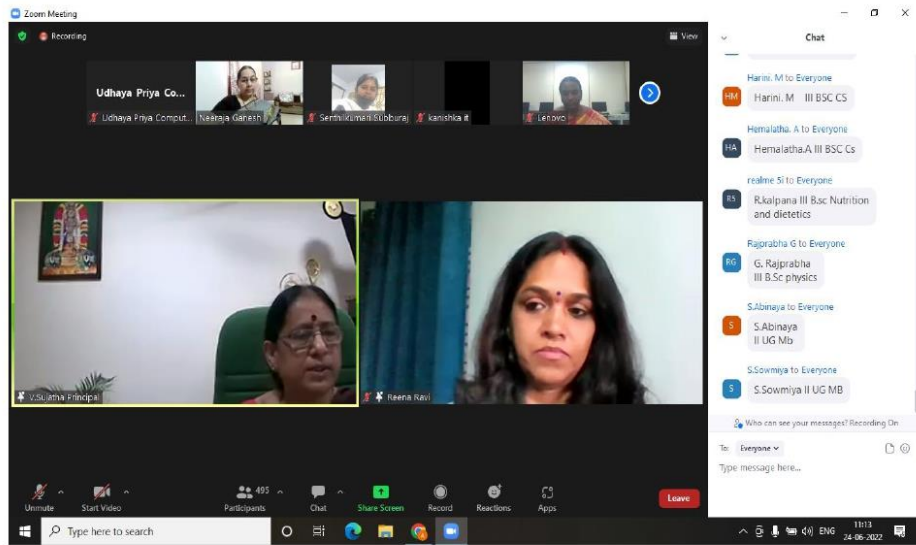 Zoom Meeting
Recording
View
Udhaya Priya Co...
Udhaya Priya Comput...
Neeraja Ganesh
Senthilkumari Subburaj
kanishka it
Lenovo
V.Sujatha Principal
Reena Ravi
Chat
Harini. M to Everyone
HM
Harini. M III BSC CS
Hemalatha. A to Everyone
HA
Hemalatha.A III BSC Cs
realme 5i to Everyone
R5
R.kalpana III B.sc Nutrition
and dietetics
Rajprabha G to Everyone
RG
G. Rajprabha
III B.Sc physics
S.Abinaya to Everyone
S
S.Abinaya
II UG Mb
S.Sowmiya to Everyone
S
S.Sowmiya II UG MB
Who can see your messages? Recording On
To: Everyone
Type message here...
Unmute
Start Video
495
Participants
Chat
Share Screen
Record
Reactions
Apps
Leave
Type here to search
ENG
11:13
24-06-2022